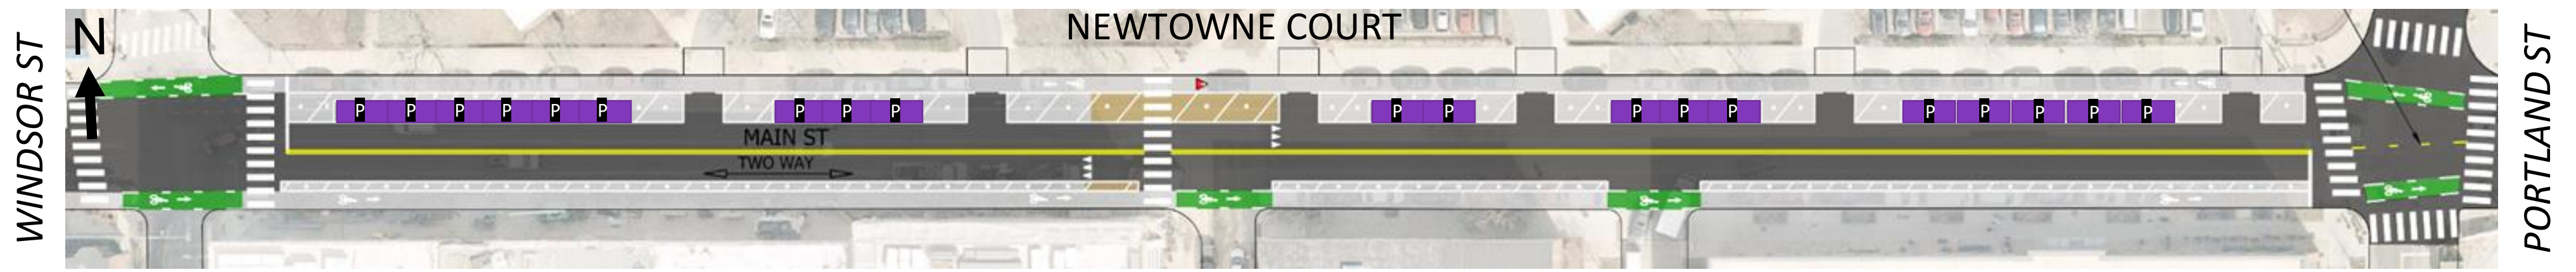 NEWTOWNE COURT
N
WINDSOR ST
P P P P P P P P P P P P P P P P P P P
MAIN ST
TWO WAY
PORTLAND ST